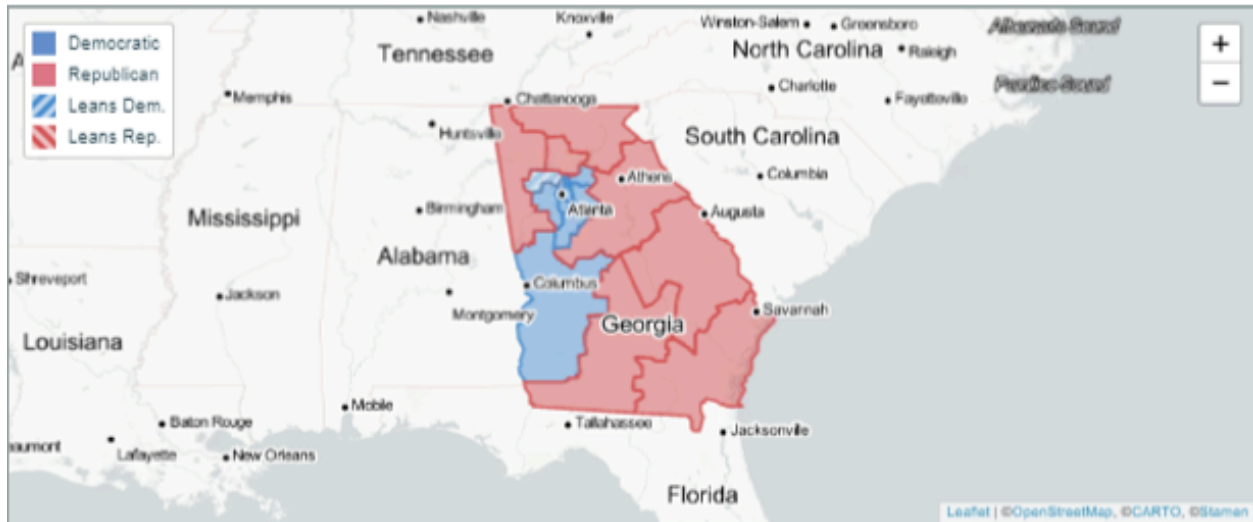 Democratic
Republican
Leans Dem.
Leans Rep.
Nashville
Knoxville
Winston-Salem
Greensboro
Tennessee
North Carolina
Raleigh
Memphis
Chattanooga
Charlotte
Fayetteville
Huntsville
South Carolina
Athens
Columbia
Birmingham
Atlanta
Augusta
Mississippi
Alabama
Shreveport
Columbus
Jackson
Montgomery
Savannah
Georgia
Louisiana
Mobile
Baton Rouge
Tallahassee
Jacksonville
Lafayette
New Orleans
Florida
+
−
Leaflet | ©OpenStreetMap, ©CARTO, ©Stamen